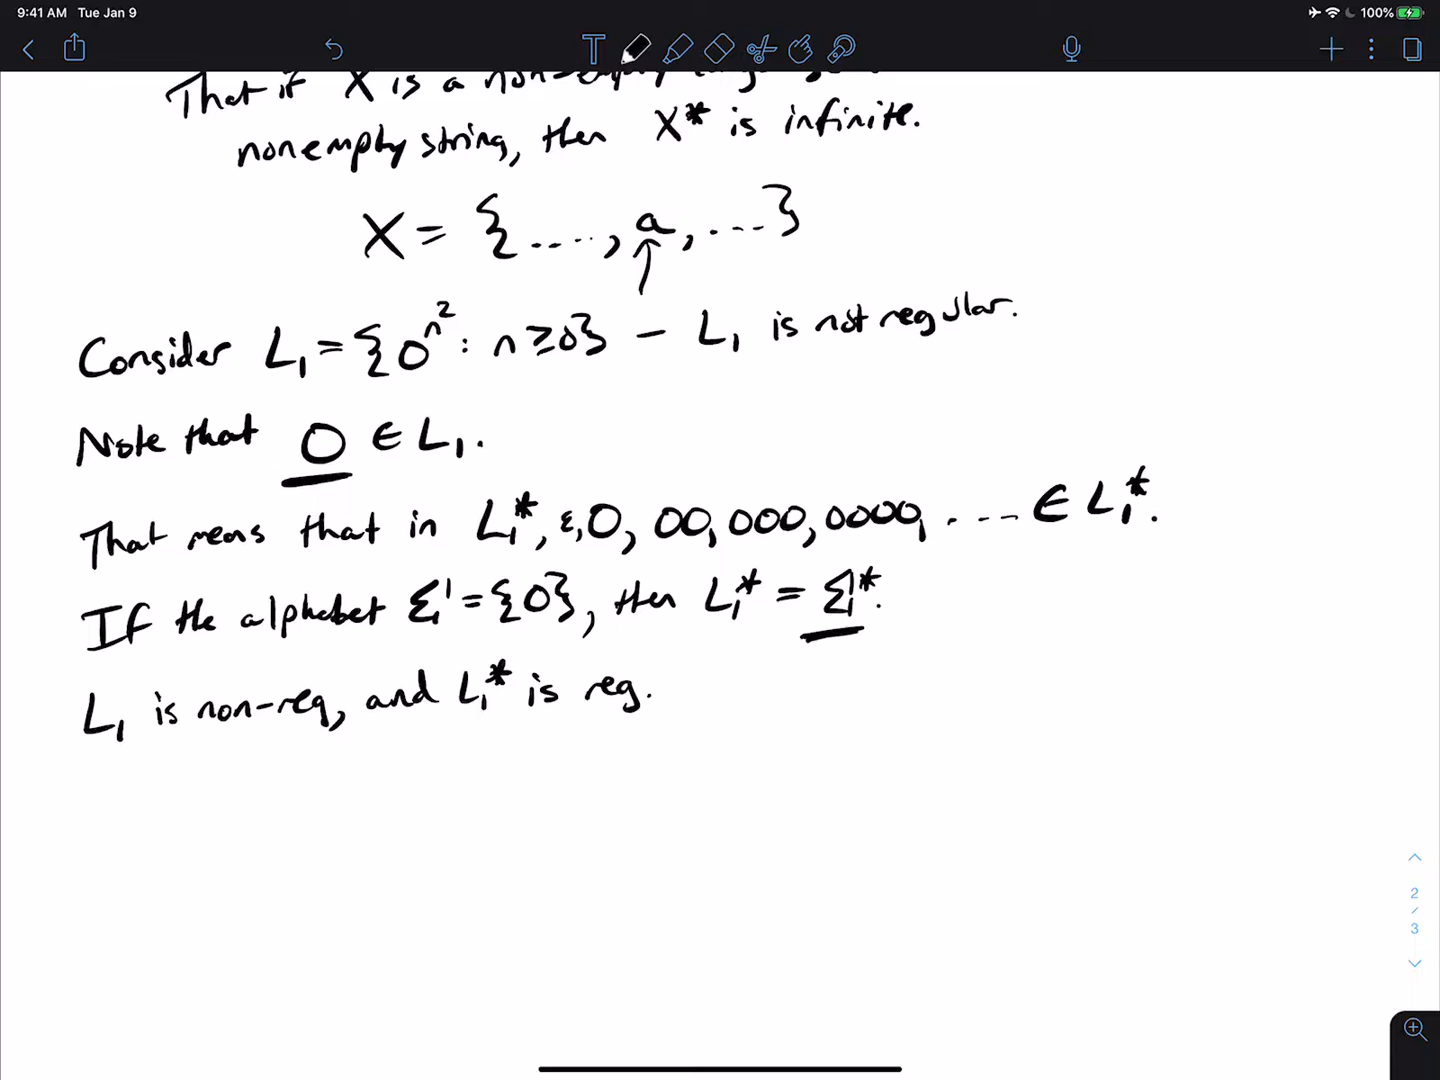 9:41 AM Tue Jan 9
100%
That if X is a non-empty
nonempty string, then X* is infinite.
X = {....., a, ....}
Consider L₁ = {0^n² : n ≥ 0} – L₁ is not regular.
Note that 0 ∈ L₁.
That means that in L₁*, ε, 0, 00, 000, 0000, .... ∈ L₁*.
If the alphabet Σ₁ = {0}, then L₁* = Σ₁*.
L₁ is non-reg, and L₁* is reg.
2
/
3